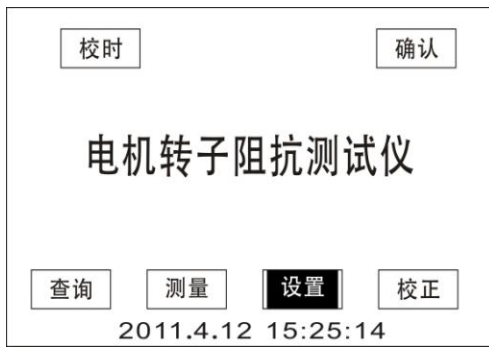 校时 确认
电机转子阻抗测试仪
查询 测量 设置 校正
2011.4.12 15:25:14